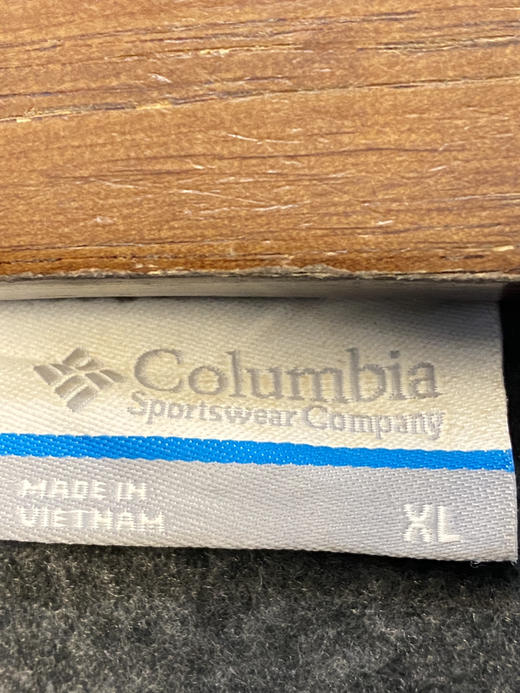 Columbia
Sportswear Company
MADE IN
VIETNAM
XL